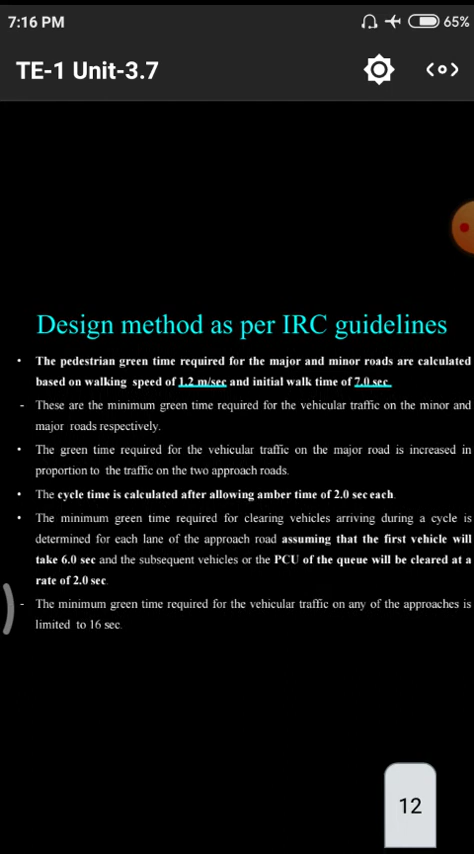 7:16 PM
65%
TE-1 Unit-3.7
Design method as per IRC guidelines
• The pedestrian green time required for the major and minor roads are calculated
based on walking speed of 1.2 m/sec and initial walk time of 7.0 sec.
- These are the minimum green time required for the vehicular traffic on the minor and
major roads respectively.
• The green time required for the vehicular traffic on the major road is increased in
proportion to the traffic on the two approach roads.
• The cycle time is calculated after allowing amber time of 2.0 sec each.
• The minimum green time required for clearing vehicles arriving during a cycle is
determined for each lane of the approach road assuming that the first vehicle will
take 6.0 sec and the subsequent vehicles or the PCU of the queue will be cleared at a
rate of 2.0 sec.
- The minimum green time required for the vehicular traffic on any of the approaches is
limited to 16 sec.
12